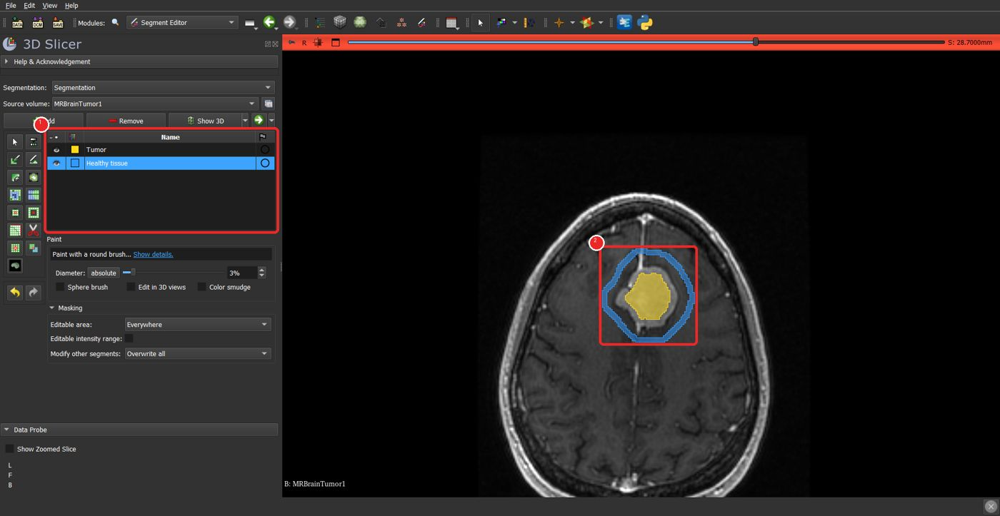 File Edit View Help
DATA DCM SAVE Modules: Segment Editor
3D Slicer
R S: 28.7000mm
Help & Acknowledgement
Segmentation: Segmentation
Source volume: MRBrainTumor1
Remove Show 3D
1
Name
Tumor
Healthy tissue
2
Paint
Paint with a round brush... Show details.
Diameter: absolute 3%
Sphere brush Edit in 3D views Color smudge
Masking
Editable area: Everywhere
Editable intensity range:
Modify other segments: Overwrite all
Data Probe
Show Zoomed Slice
L
F
B
B: MRBrainTumor1